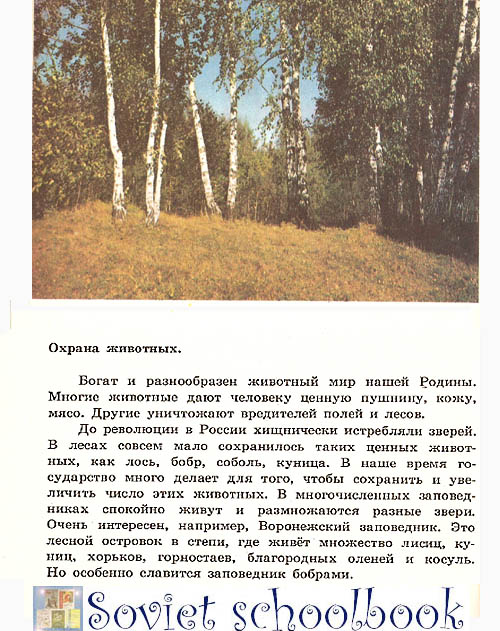 Охрана животных.
Богат и разнообразен животный мир нашей Родины.
Многие животные дают человеку ценную пушнину, кожу,
мясо. Другие уничтожают вредителей полей и лесов.
До революции в России хищнически истребляли зверей.
В лесах совсем мало сохранилось таких ценных живот-
ных, как лось, бобр, соболь, куница. В наше время го-
сударство много делает для того, чтобы сохранить и уве-
личить число этих животных. В многочисленных заповед-
никах спокойно живут и размножаются разные звери.
Очень интересен, например, Воронежский заповедник. Это
лесной островок в степи, где живёт множество лисиц, ку-
ниц, хорьков, горностаев, благородных оленей и косуль.
Но особенно славится заповедник бобрами.
Soviet schoolbook